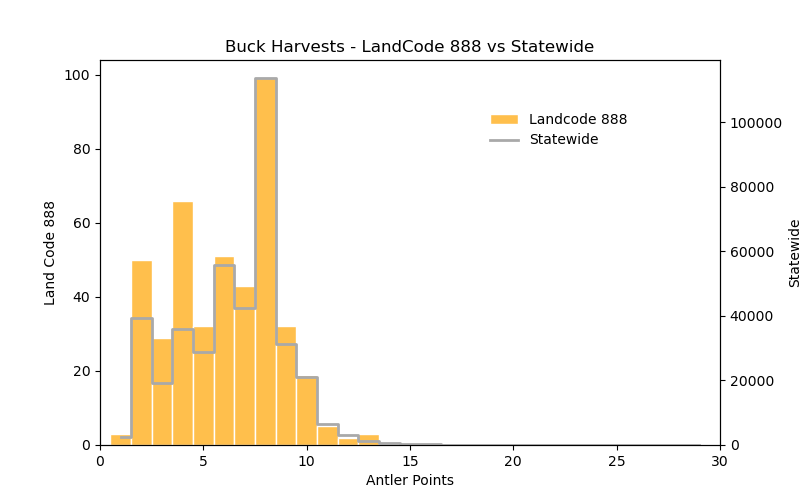 Buck Harvests - LandCode 888 vs Statewide
100
80
60
40
20
0
Land Code 888
Landcode 888
Statewide
100000
80000
60000
40000
20000
0
Statewide
0 5 10 15 20 25 30
Antler Points